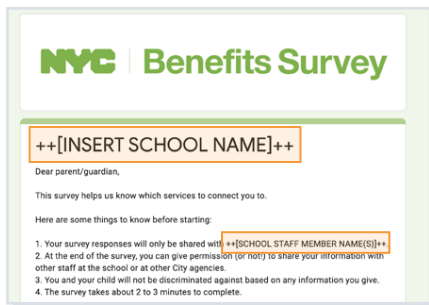 NYC Benefits Survey
++[INSERT SCHOOL NAME]++
Dear parent/guardian,
This survey helps us know which services to connect you to.
Here are some things to know before starting:
1. Your survey responses will only be shared with ++[SCHOOL STAFF MEMBER NAME(S)]++.
2. At the end of the survey, you can give permission (or not!) to share your information with
other staff at the school or at other City agencies.
3. You and your child will not be discriminated against based on any information you give.
4. The survey takes about 2 to 3 minutes to complete.